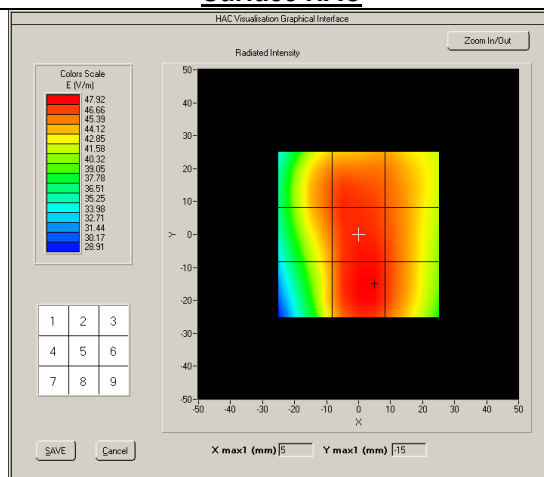 HAC Visualisation Graphical Interface
Zoom In/Out
Radiated Intensity
Colors Scale
E (V/m)
47.92
46.66
45.39
44.12
42.85
41.58
40.32
39.05
37.78
36.51
35.25
33.98
32.71
31.44
30.17
28.91
50
40
30
20
10
0
-10
-20
-30
-40
-50
Y
-50 -40 -30 -20 -10 0 10 20 30 40 50
X
1 2 3
4 5 6
7 8 9
SAVE Cancel
X max1 (mm) 5 Y max1 (mm) -15